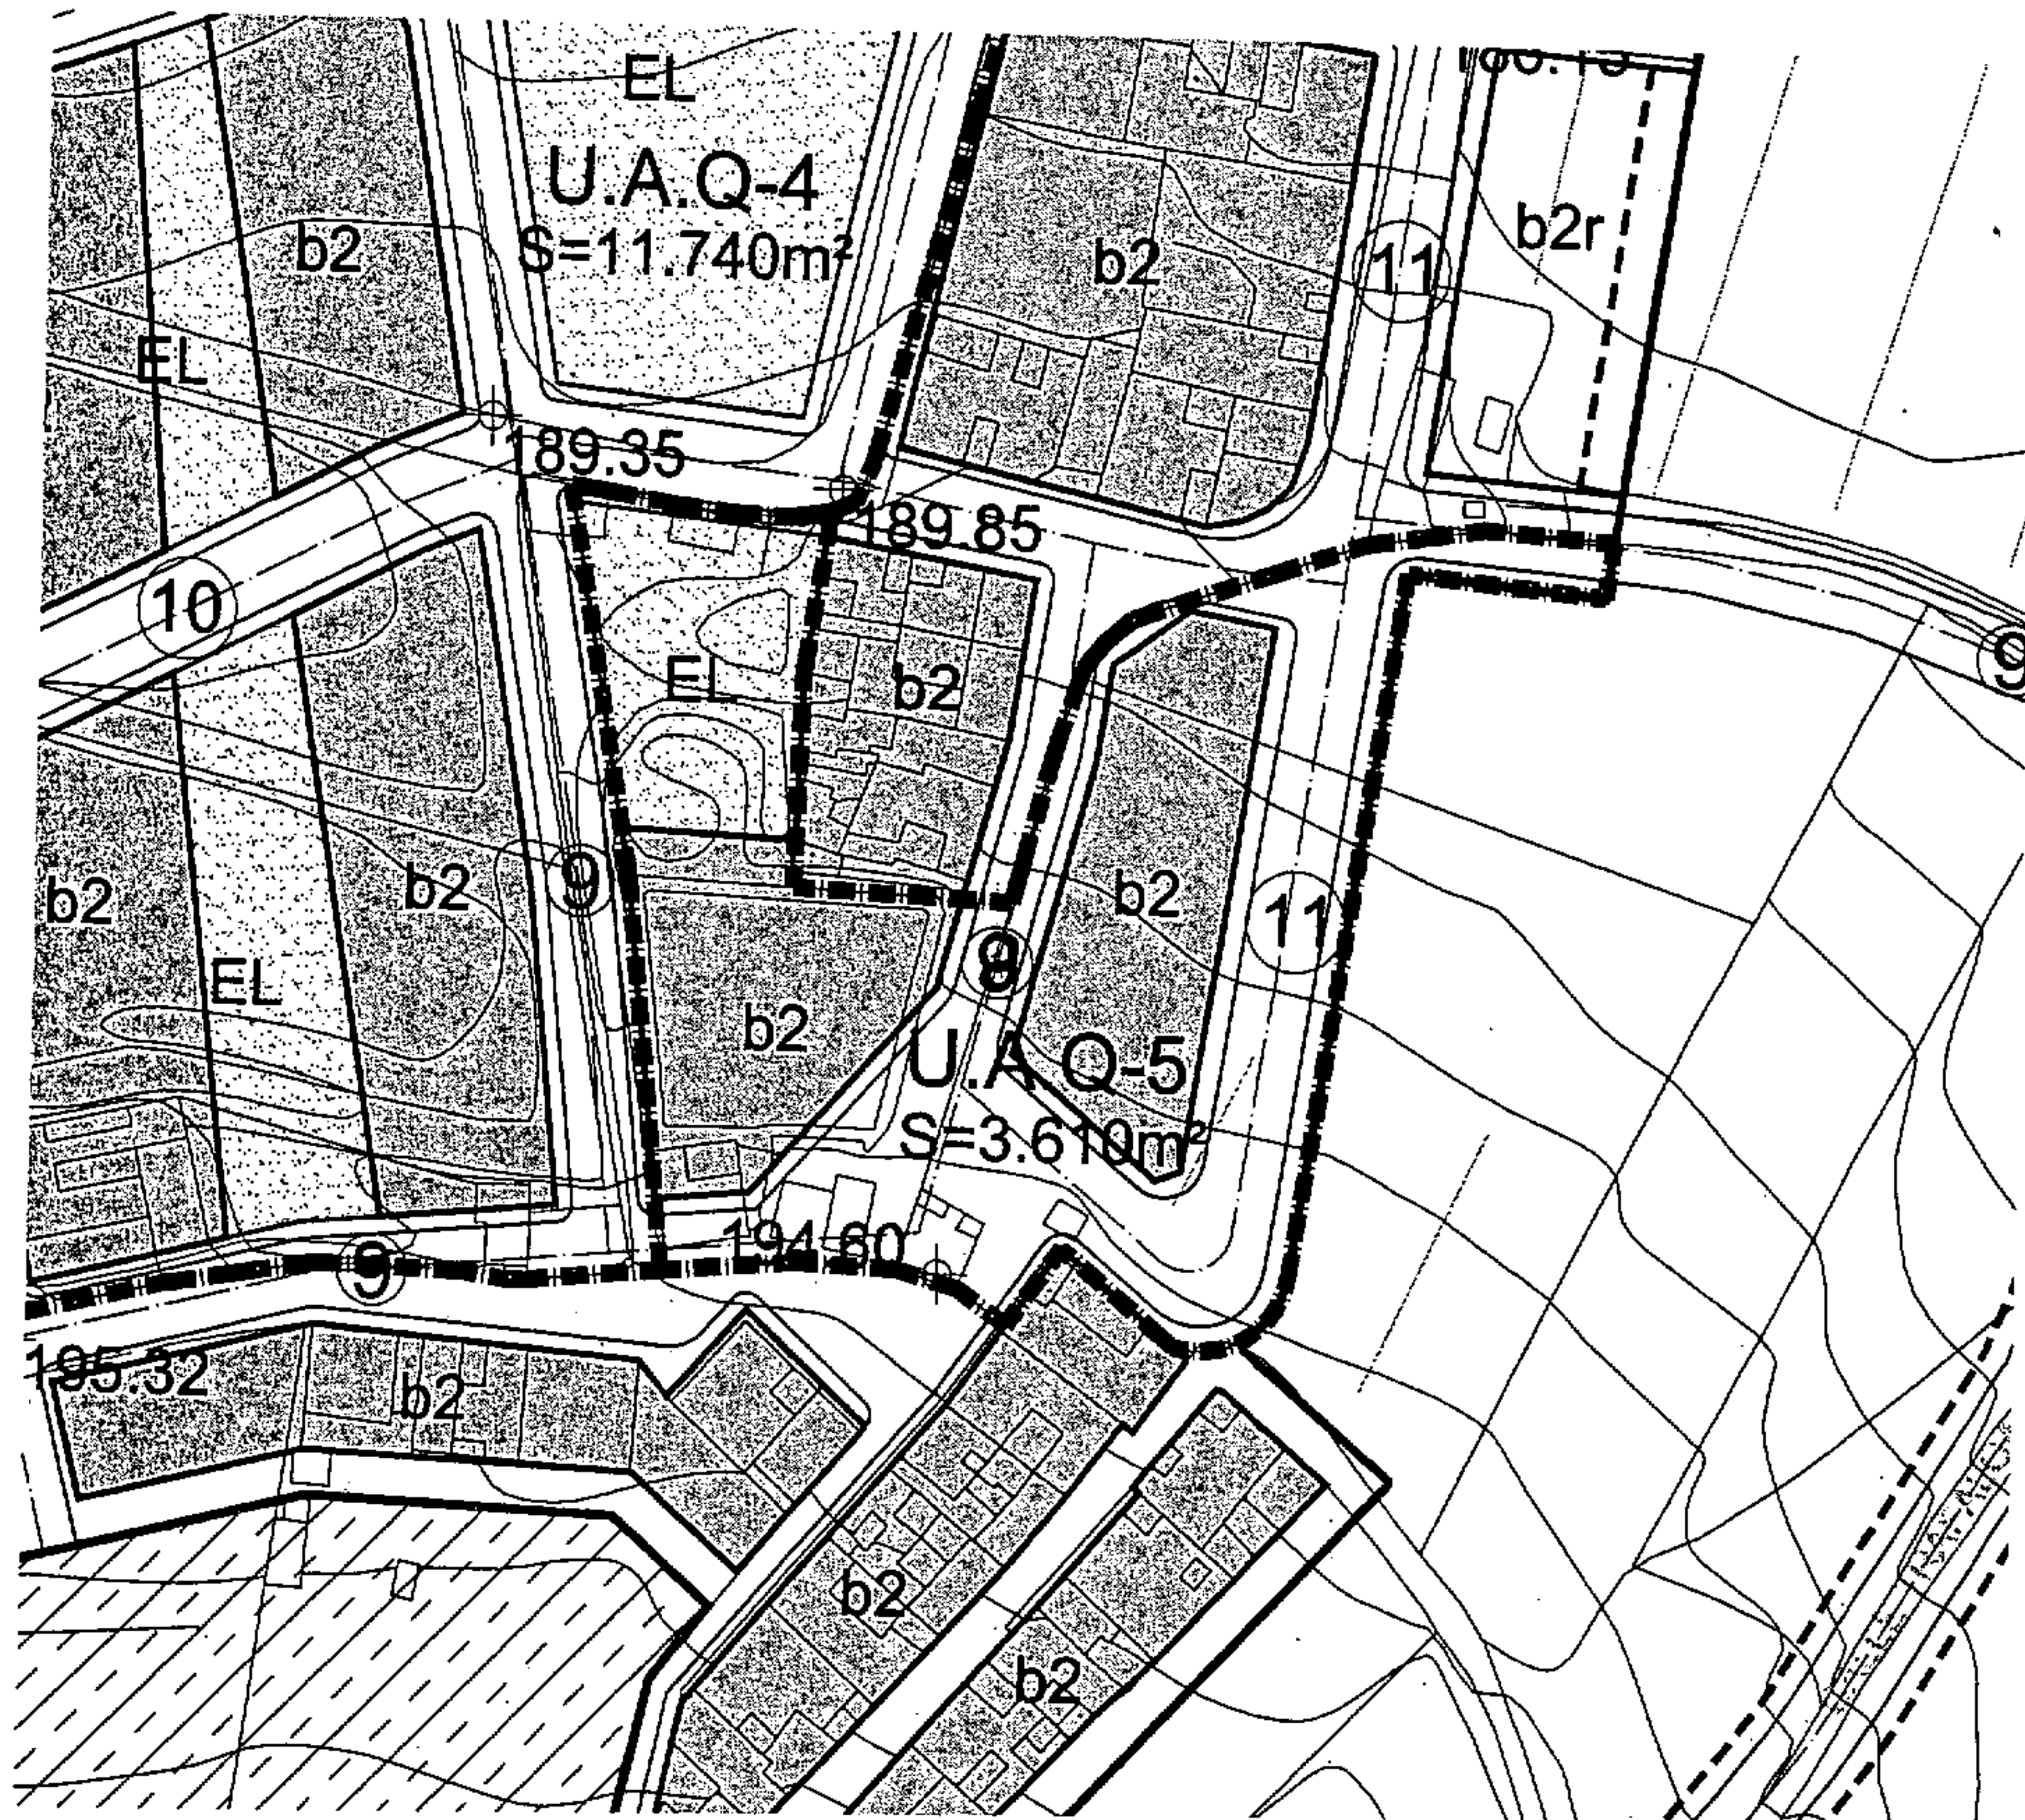 EL
U.A.Q-4
S=11.740m²
b2
b2
11
b2r
EL
189.35
189.85
10
9
EL
b2
b2
9
b2
b2
11
8
b2
EL
b2
U.A.Q-5
S=3.610m²
194.60
9
195.32
b2
b2
b2